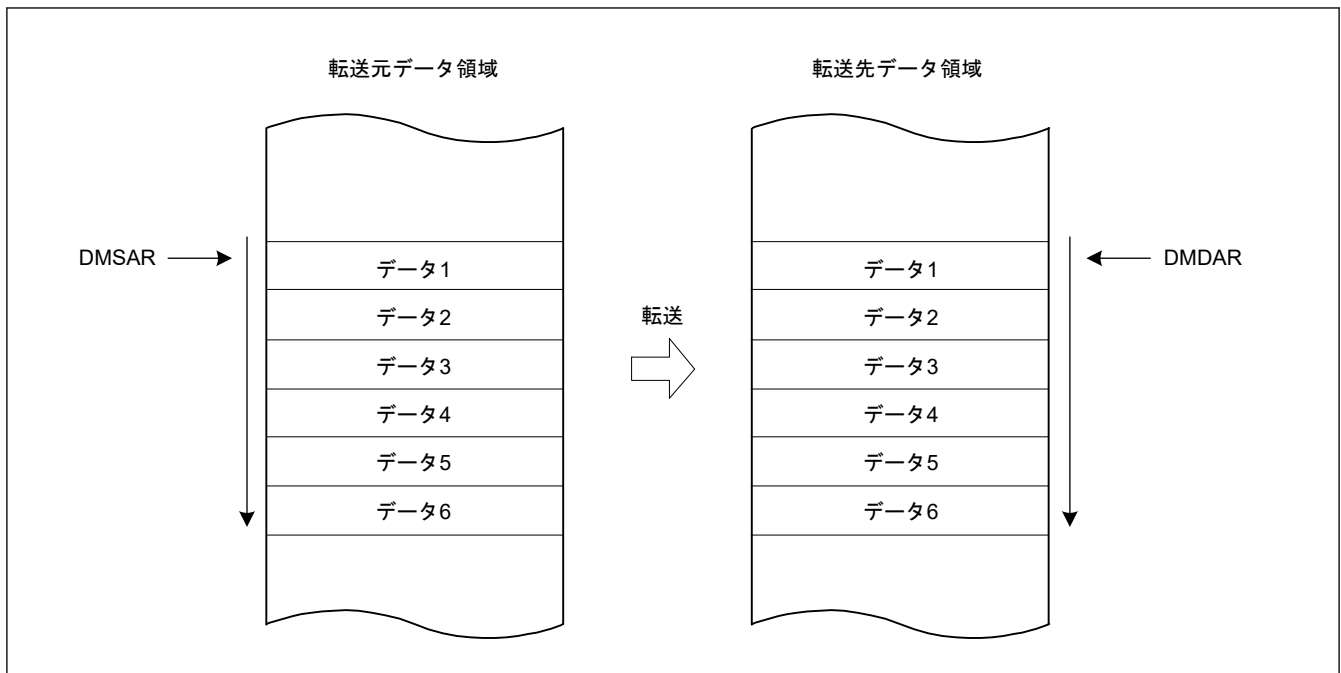 転送元データ領域
転送先データ領域
DMSAR
データ1
データ2
データ3
データ4
データ5
データ6
転送
データ1
データ2
データ3
データ4
データ5
データ6
DMDAR